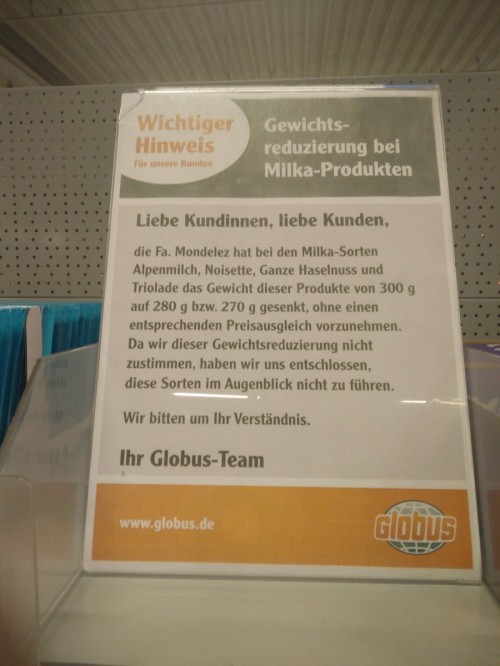 Wichtiger
Hinweis
Für unsere Kunden
Gewichts-
reduzierung bei
Milka-Produkten
Liebe Kundinnen, liebe Kunden,
die Fa. Mondelez hat bei den Milka-Sorten
Alpenmilch, Noisette, Ganze Haselnuss und
Triolade das Gewicht dieser Produkte von 300 g
auf 280 g bzw. 270 g gesenkt, ohne einen
entsprechenden Preisausgleich vorzunehmen.
Da wir dieser Gewichtsreduzierung nicht
zustimmen, haben wir uns entschlossen,
diese Sorten im Augenblick nicht zu führen.
Wir bitten um Ihr Verständnis.
Ihr Globus-Team
www.globus.de
GLOBUS